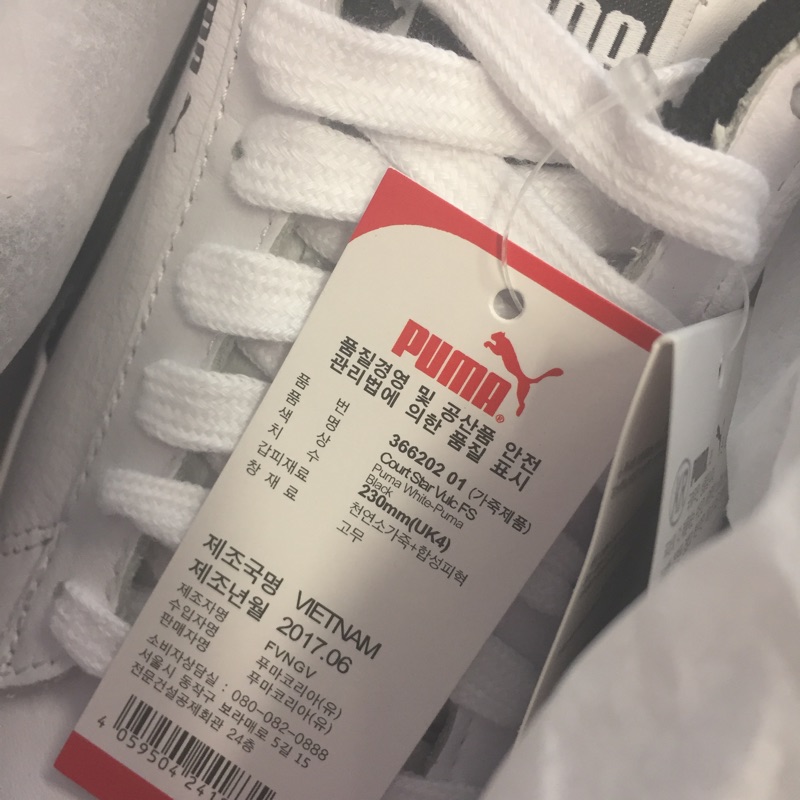 PUMA
품질경영 및 공산품 안전
관리법에 의한 품질 표시
품 번 366202 01 (가죽제품)
품 명 Court Star Vulc FS
색 상 Puma White-Puma
Black
치 수 230mm(UK4)
갑피재료 천연소가죽+합성피혁
창 재 료 고무
제조국명 VIETNAM
제조년월 2017.06
제조자명 FVNGV
수입자명 푸마코리아(유)
판매자명 푸마코리아(유)
소비자상담실 : 080-082-0888
서울시 동작구 보라매로 5길 15
전문건설공제회관 24층
4 059504 241